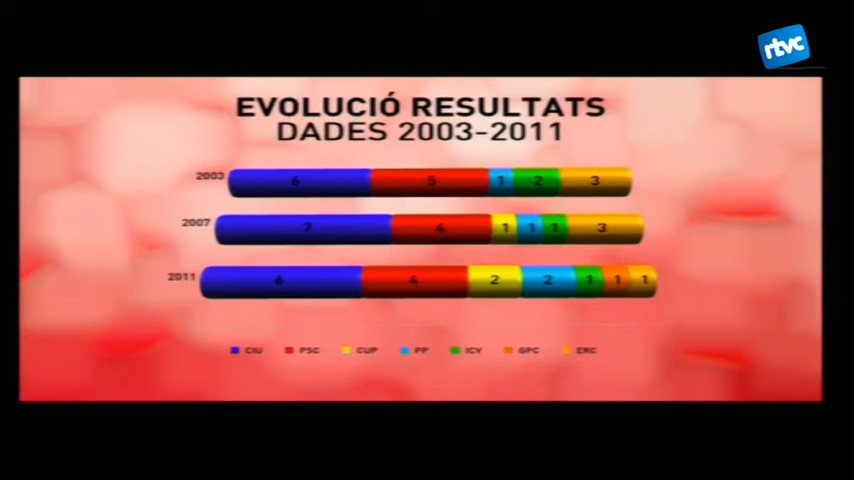 rtvc
EVOLUCIÓ RESULTATS
DADES 2003-2011
2003 6 5 1 2 3
2007 7 4 1 1 1 3
2011 6 4 2 2 1 1 1
CIU PSC CUP PP ICV GPC ERC